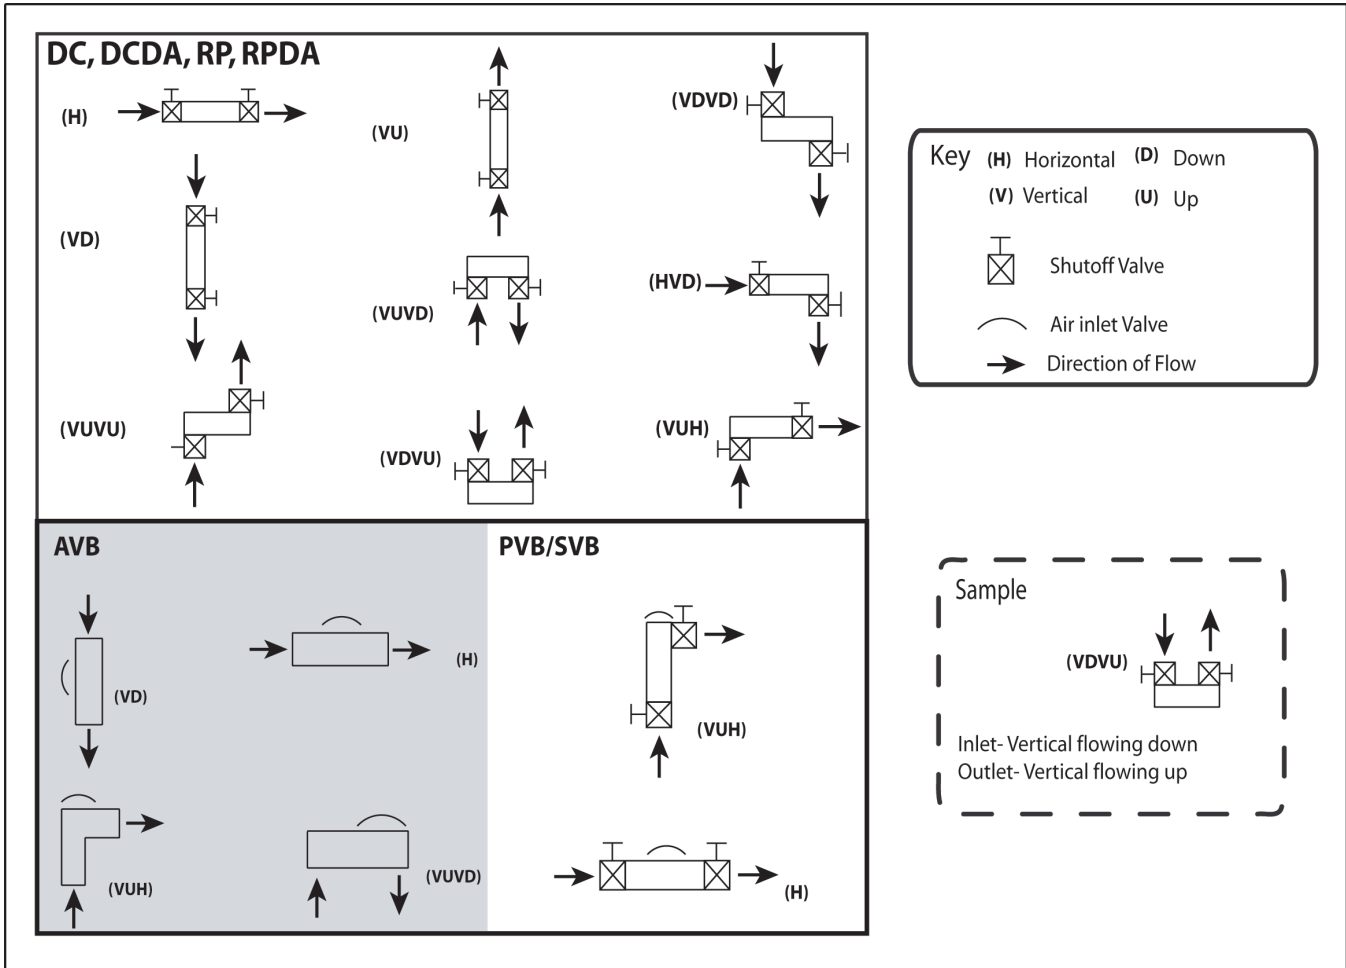 DC, DCDA, RP, RPDA
(H)
(VU)
(VDVD)
(VD)
(VUVD)
(HVD)
(VUVU)
(VDVU)
(VUH)
AVB
(VD)
(H)
(VUH)
(VUVD)
PVB/SVB
(VUH)
(H)
Key (H) Horizontal (D) Down
(V) Vertical (U) Up
Shutoff Valve
Air inlet Valve
Direction of Flow
Sample
(VDVU)
Inlet- Vertical flowing down
Outlet- Vertical flowing up